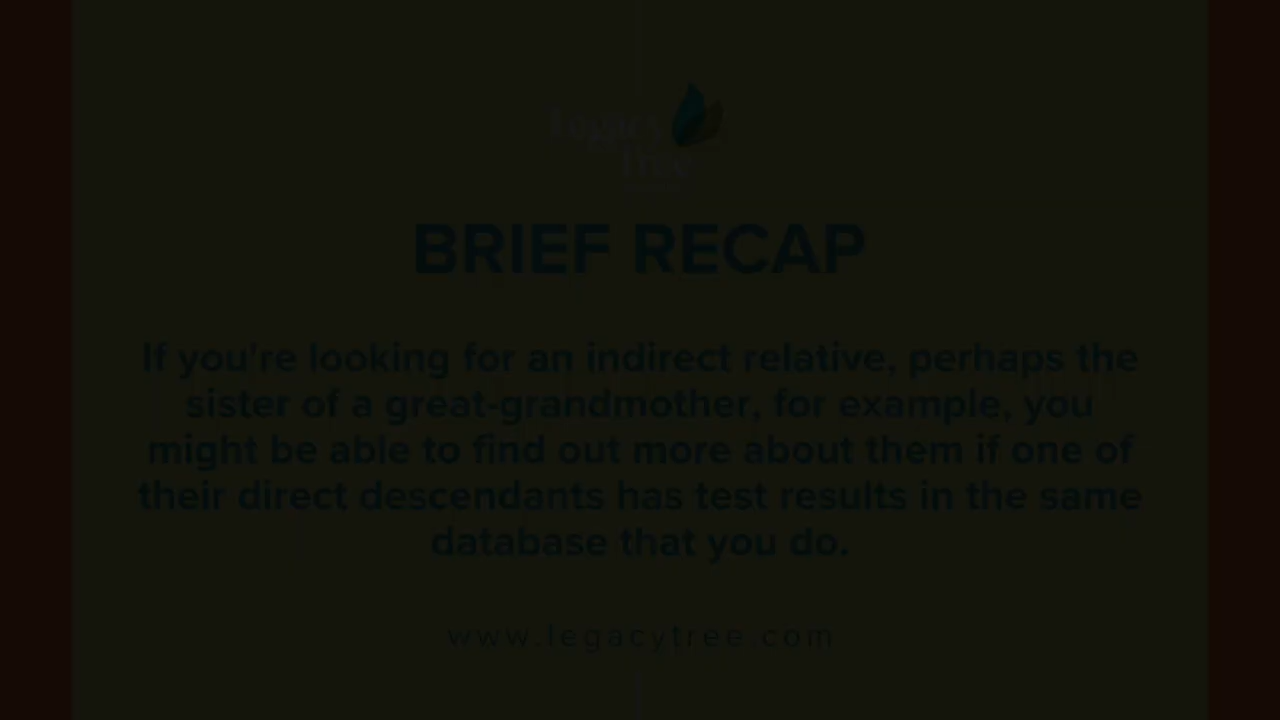 Legacy
Tree
BRIEF RECAP
If you're looking for an indirect relative, perhaps the
sister of a great-grandmother, for example, you
might be able to find out more about them if one of
their direct descendants has test results in the same
database that you do.
www.legacytree.com